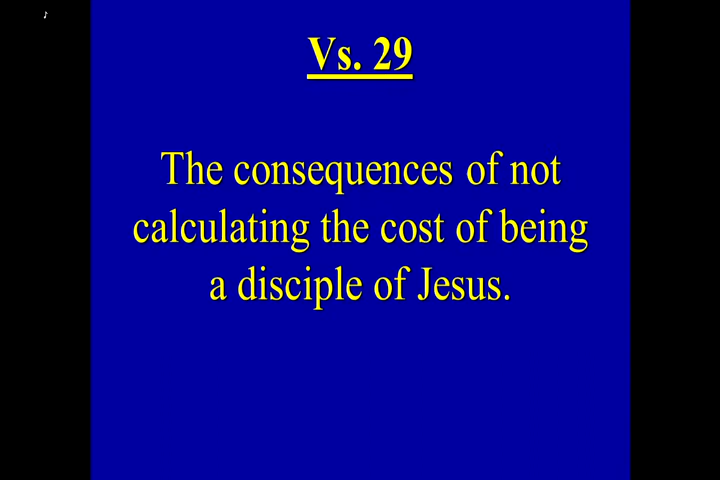 ♪
Vs. 29
The consequences of not
calculating the cost of being
a disciple of Jesus.